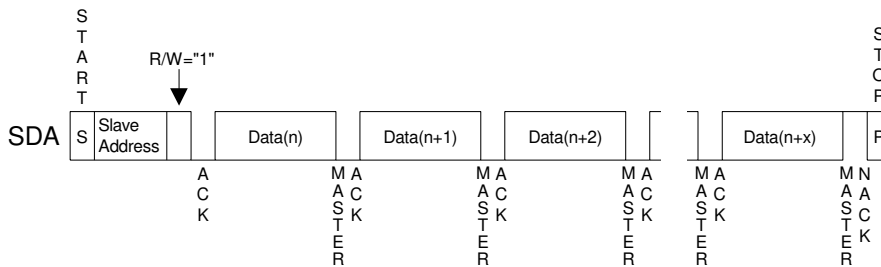 START
STOP
R/W="1"
SDA
S
Slave
Address
Data(n)
Data(n+1)
Data(n+2)
Data(n+x)
P
ACK
MASTER
ACK
MASTER
ACK
MASTER
ACK
MASTER
ACK
MASTER
NACK